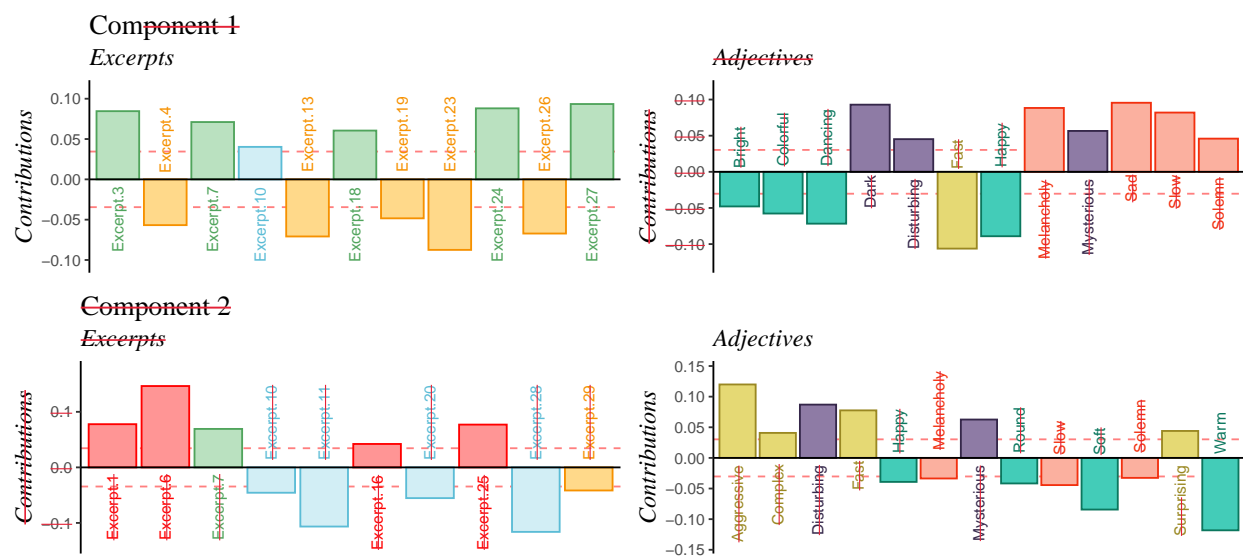 Component 1
Excerpts
Adjectives
Contributions
0.10
0.05
0.00
−0.05
−0.10
Excerpt.3
Excerpt.4
Excerpt.7
Excerpt.10
Excerpt.13
Excerpt.18
Excerpt.19
Excerpt.23
Excerpt.24
Excerpt.26
Excerpt.27
Contributions
0.10
0.05
0.00
−0.05
−0.10
Bright
Colorful
Dancing
Dark
Disturbing
Fast
Happy
Melancholy
Mysterious
Sad
Slow
Solemn
Component 2
Excerpts
Adjectives
Contributions
0.1
0.0
−0.1
Excerpt.1
Excerpt.6
Excerpt.7
Excerpt.10
Excerpt.11
Excerpt.16
Excerpt.20
Excerpt.25
Excerpt.28
Excerpt.29
Contributions
0.15
0.10
0.05
0.00
−0.05
−0.10
−0.15
Aggressive
Complex
Disturbing
Fast
Happy
Melancholy
Mysterious
Round
Slow
Soft
Solemn
Surprising
Warm